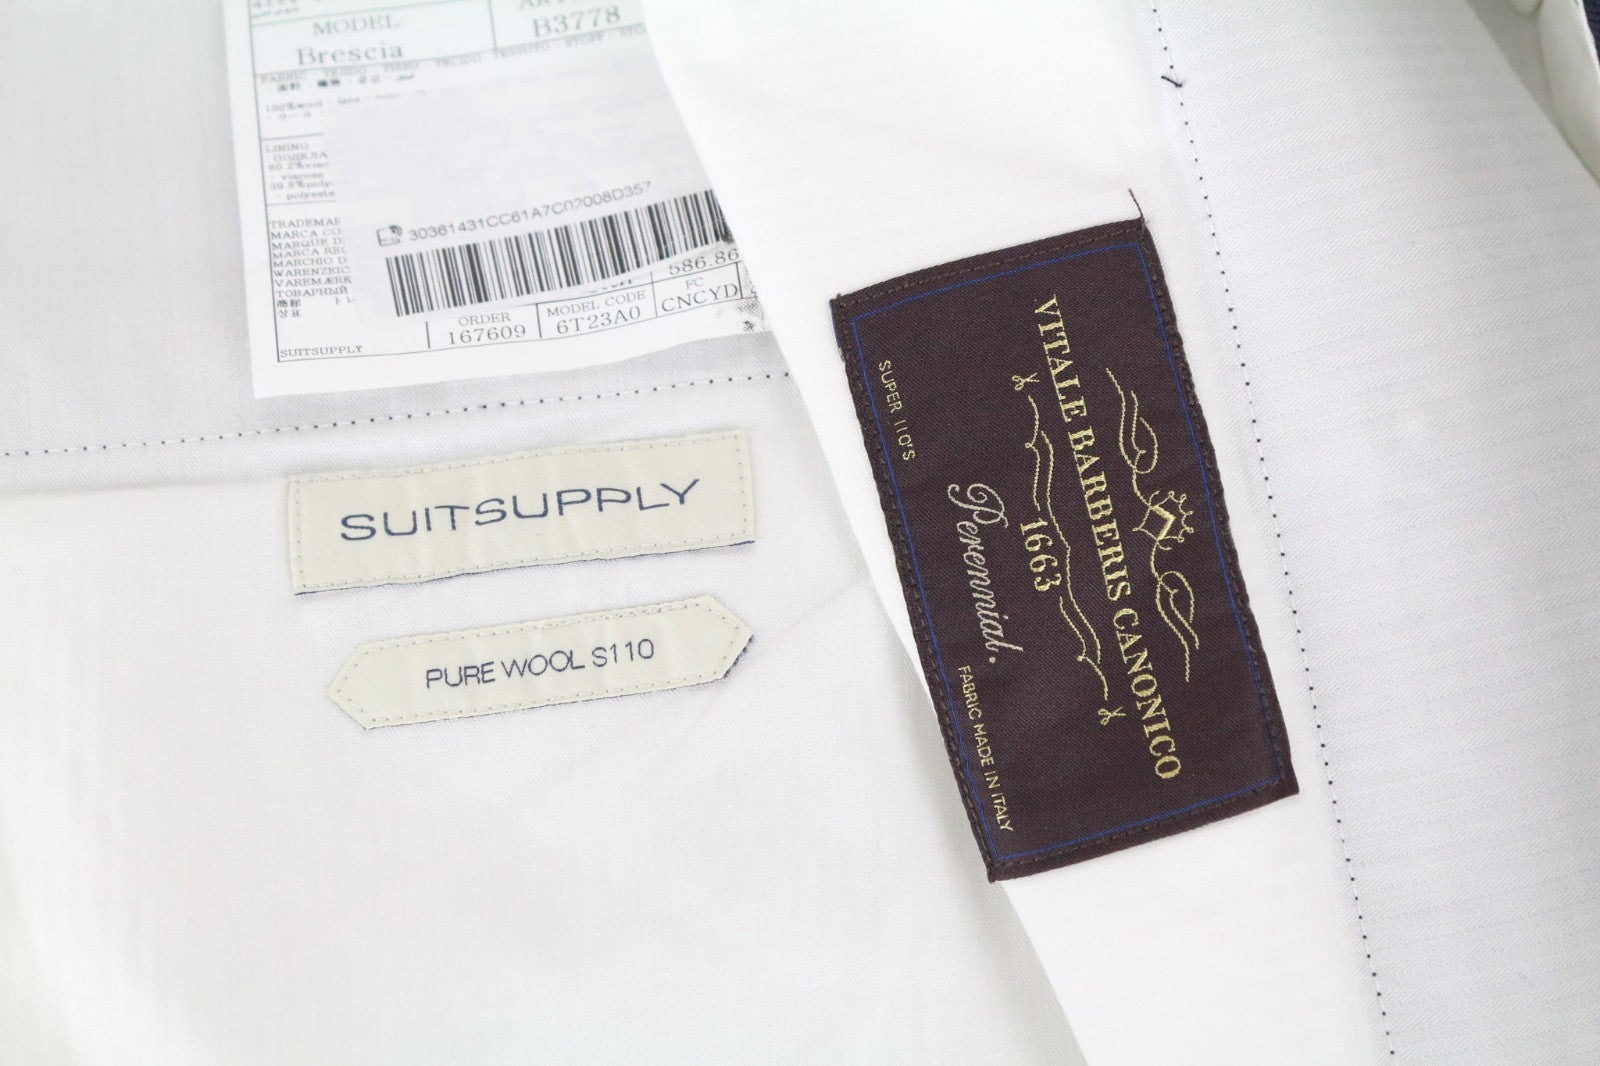 MODEL
Brescia
B3778
100%wool - lana
LINING
60.2%visc
- viscose
39.8%poly
- polyeste
TRADEMAR
MARCA CO
MARQUE D
MARCA REG
MARCHIO D
WARENZEIC
VAREMÆRK
30361431CC61A7C02008D357
586.86
ORDER
167609
MODEL CODE
6T23A0
FC
CNCYD
SUITSUPPLY
SUITSUPPLY
PURE WOOL S110
VITALE BARBERIS CANONICO
1663
Perennial.
SUPER 110'S
FABRIC MADE IN ITALY